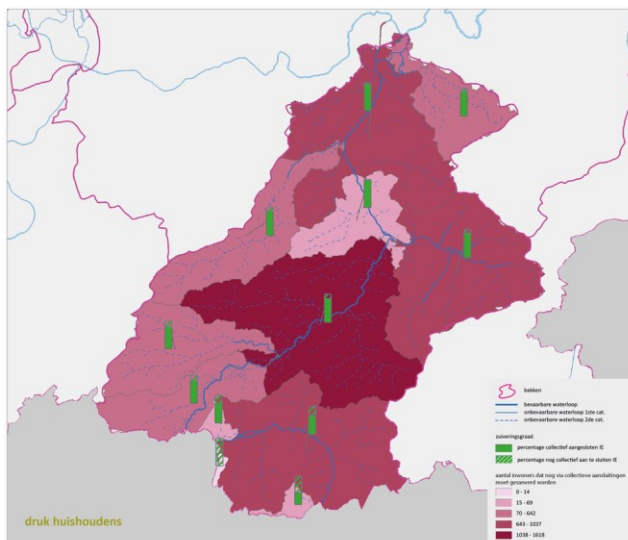 bekken
bevaarbare waterloop
onbevaarbare waterloop 1ste cat.
onbevaarbare waterloop 2de cat.
zuiveringsgraad
percentage collectief aangesloten IE
percentage nog collectief aan te sluiten IE
aantal inwoners dat nog via collectieve aansluitingen
moet gesaneerd worden
0 - 14
15 - 69
70 - 642
643 - 1037
1038 - 1618
druk huishoudens